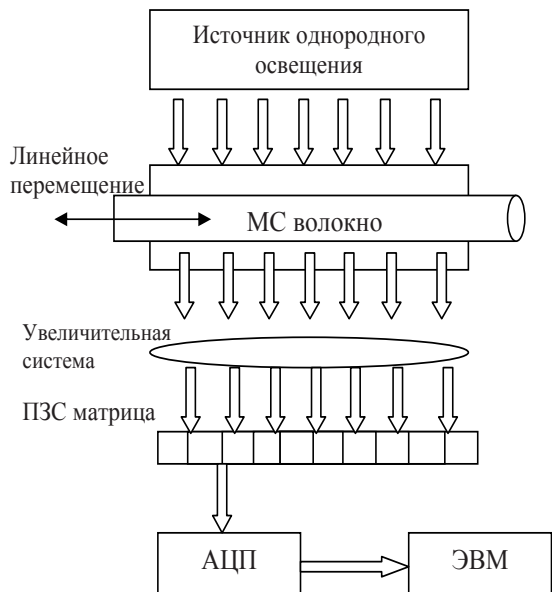 Источник однородного
освещения
Линейное
перемещение
МС волокно
Увеличительная
система
ПЗС матрица
АЦП
ЭВМ